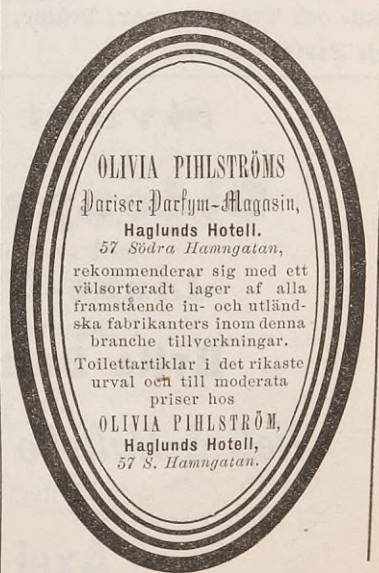 OLIVIA PIHLSTRÖMS
Pariser Parfym-Magasin,
Haglunds Hotell.
57 Södra Hamngatan,
rekommenderar sig med ett
välsorteradt lager af alla
framstående in- och utländ-
ska fabrikanters inom denna
branche tillverkningar.
Toilettartiklar i det rikaste
urval och till moderata
priser hos
OLIVIA PIHLSTRÖM,
Haglunds Hotell,
57 S. Hamngatan.